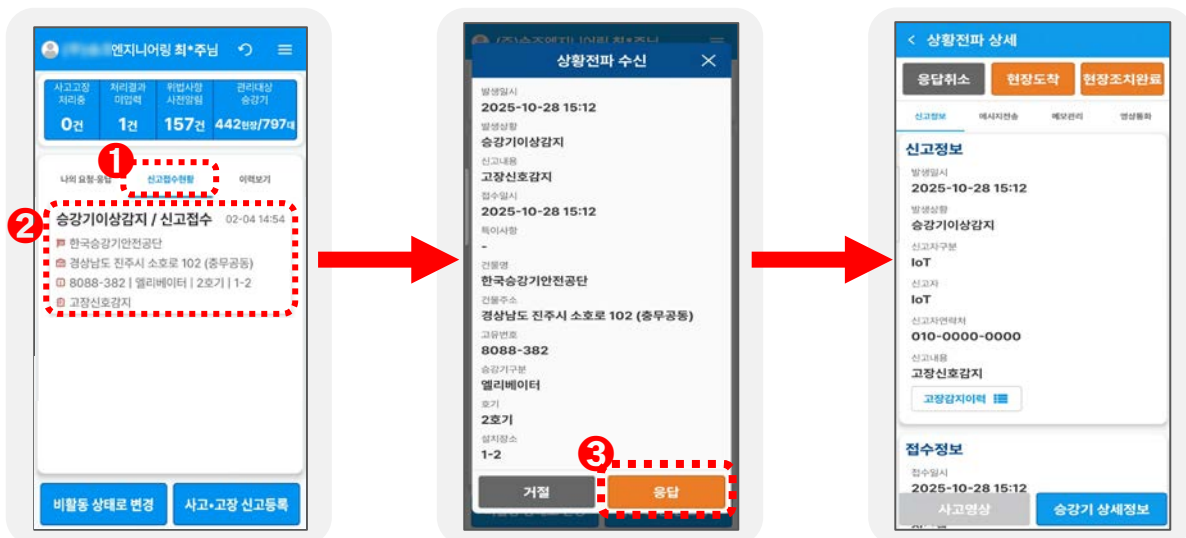 엔지니어링 최*주님
사고고장 처리중
0건
처리결과 미입력
1건
위법사항 사전알림
157건
관리대상 승강기
442현장/797대
1
나의 요청·응답 신고접수현황 이력보기
2
승강기이상감지 / 신고접수 02-04 14:54
한국승강기안전공단
경상남도 진주시 소호로 102 (충무공동)
8088-382 | 엘리베이터 | 2호기 | 1-2
고장신호감지
비활동 상태로 변경 사고•고장 신고등록
상황전파 수신
발생일시
2025-10-28 15:12
발생상황
승강기이상감지
신고내용
고장신호감지
접수일시
2025-10-28 15:12
특이사항
-
건물명
한국승강기안전공단
건물주소
경상남도 진주시 소호로 102 (충무공동)
고유번호
8088-382
승강기구분
엘리베이터
호기
2호기
설치장소
1-2
3
거절 응답
< 상황전파 상세
응답취소 현장도착 현장조치완료
신고정보 메시지전송 메모관리 영상통화
신고정보
발생일시
2025-10-28 15:12
발생상황
승강기이상감지
신고자구분
IoT
신고자
IoT
신고자연락처
010-0000-0000
신고내용
고장신호감지
고장감지이력
접수정보
접수일시
2025-10-28 15:12
사고영상 승강기 상세정보